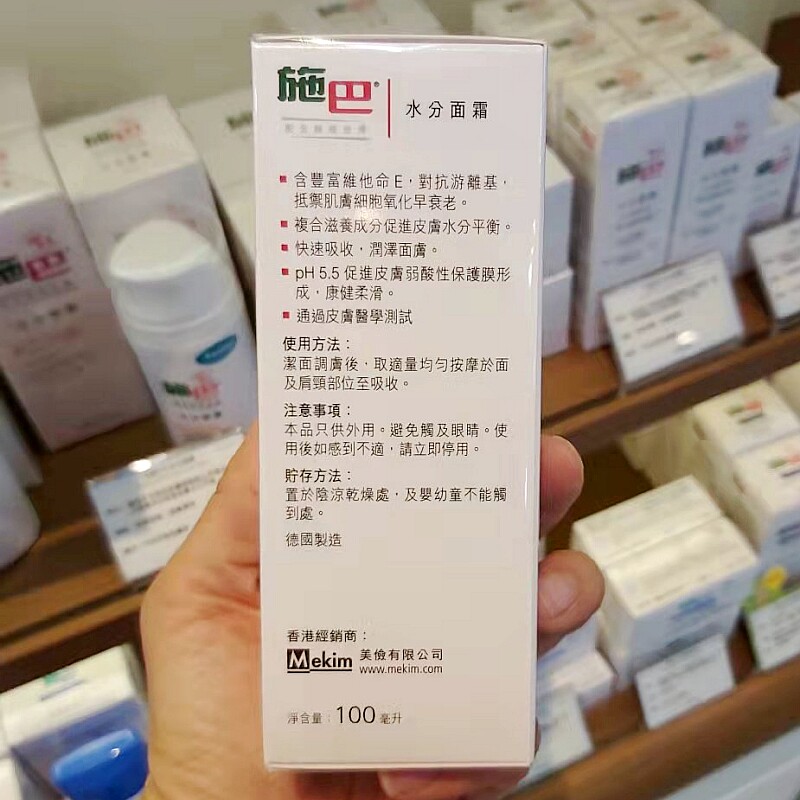 施巴®
水分面霜
含豐富維他命E，對抗游離基，
抵禦肌膚細胞氧化早衰老。
複合滋養成分促進皮膚水分平衡。
快速吸收，潤澤面膚。
pH 5.5 促進皮膚弱酸性保護膜形
成，康健柔滑。
通過皮膚醫學測試
使用方法：
潔面調膚後，取適量均勻按摩於面
及肩頸部位至吸收。
注意事項：
本品只供外用。避免觸及眼睛。使
用後如感到不適，請立即停用。
貯存方法：
置於陰涼乾燥處，及嬰幼童不能觸
到處。
德國製造
香港經銷商：
Mekim 美儉有限公司
www.mekim.com
淨含量：100毫升